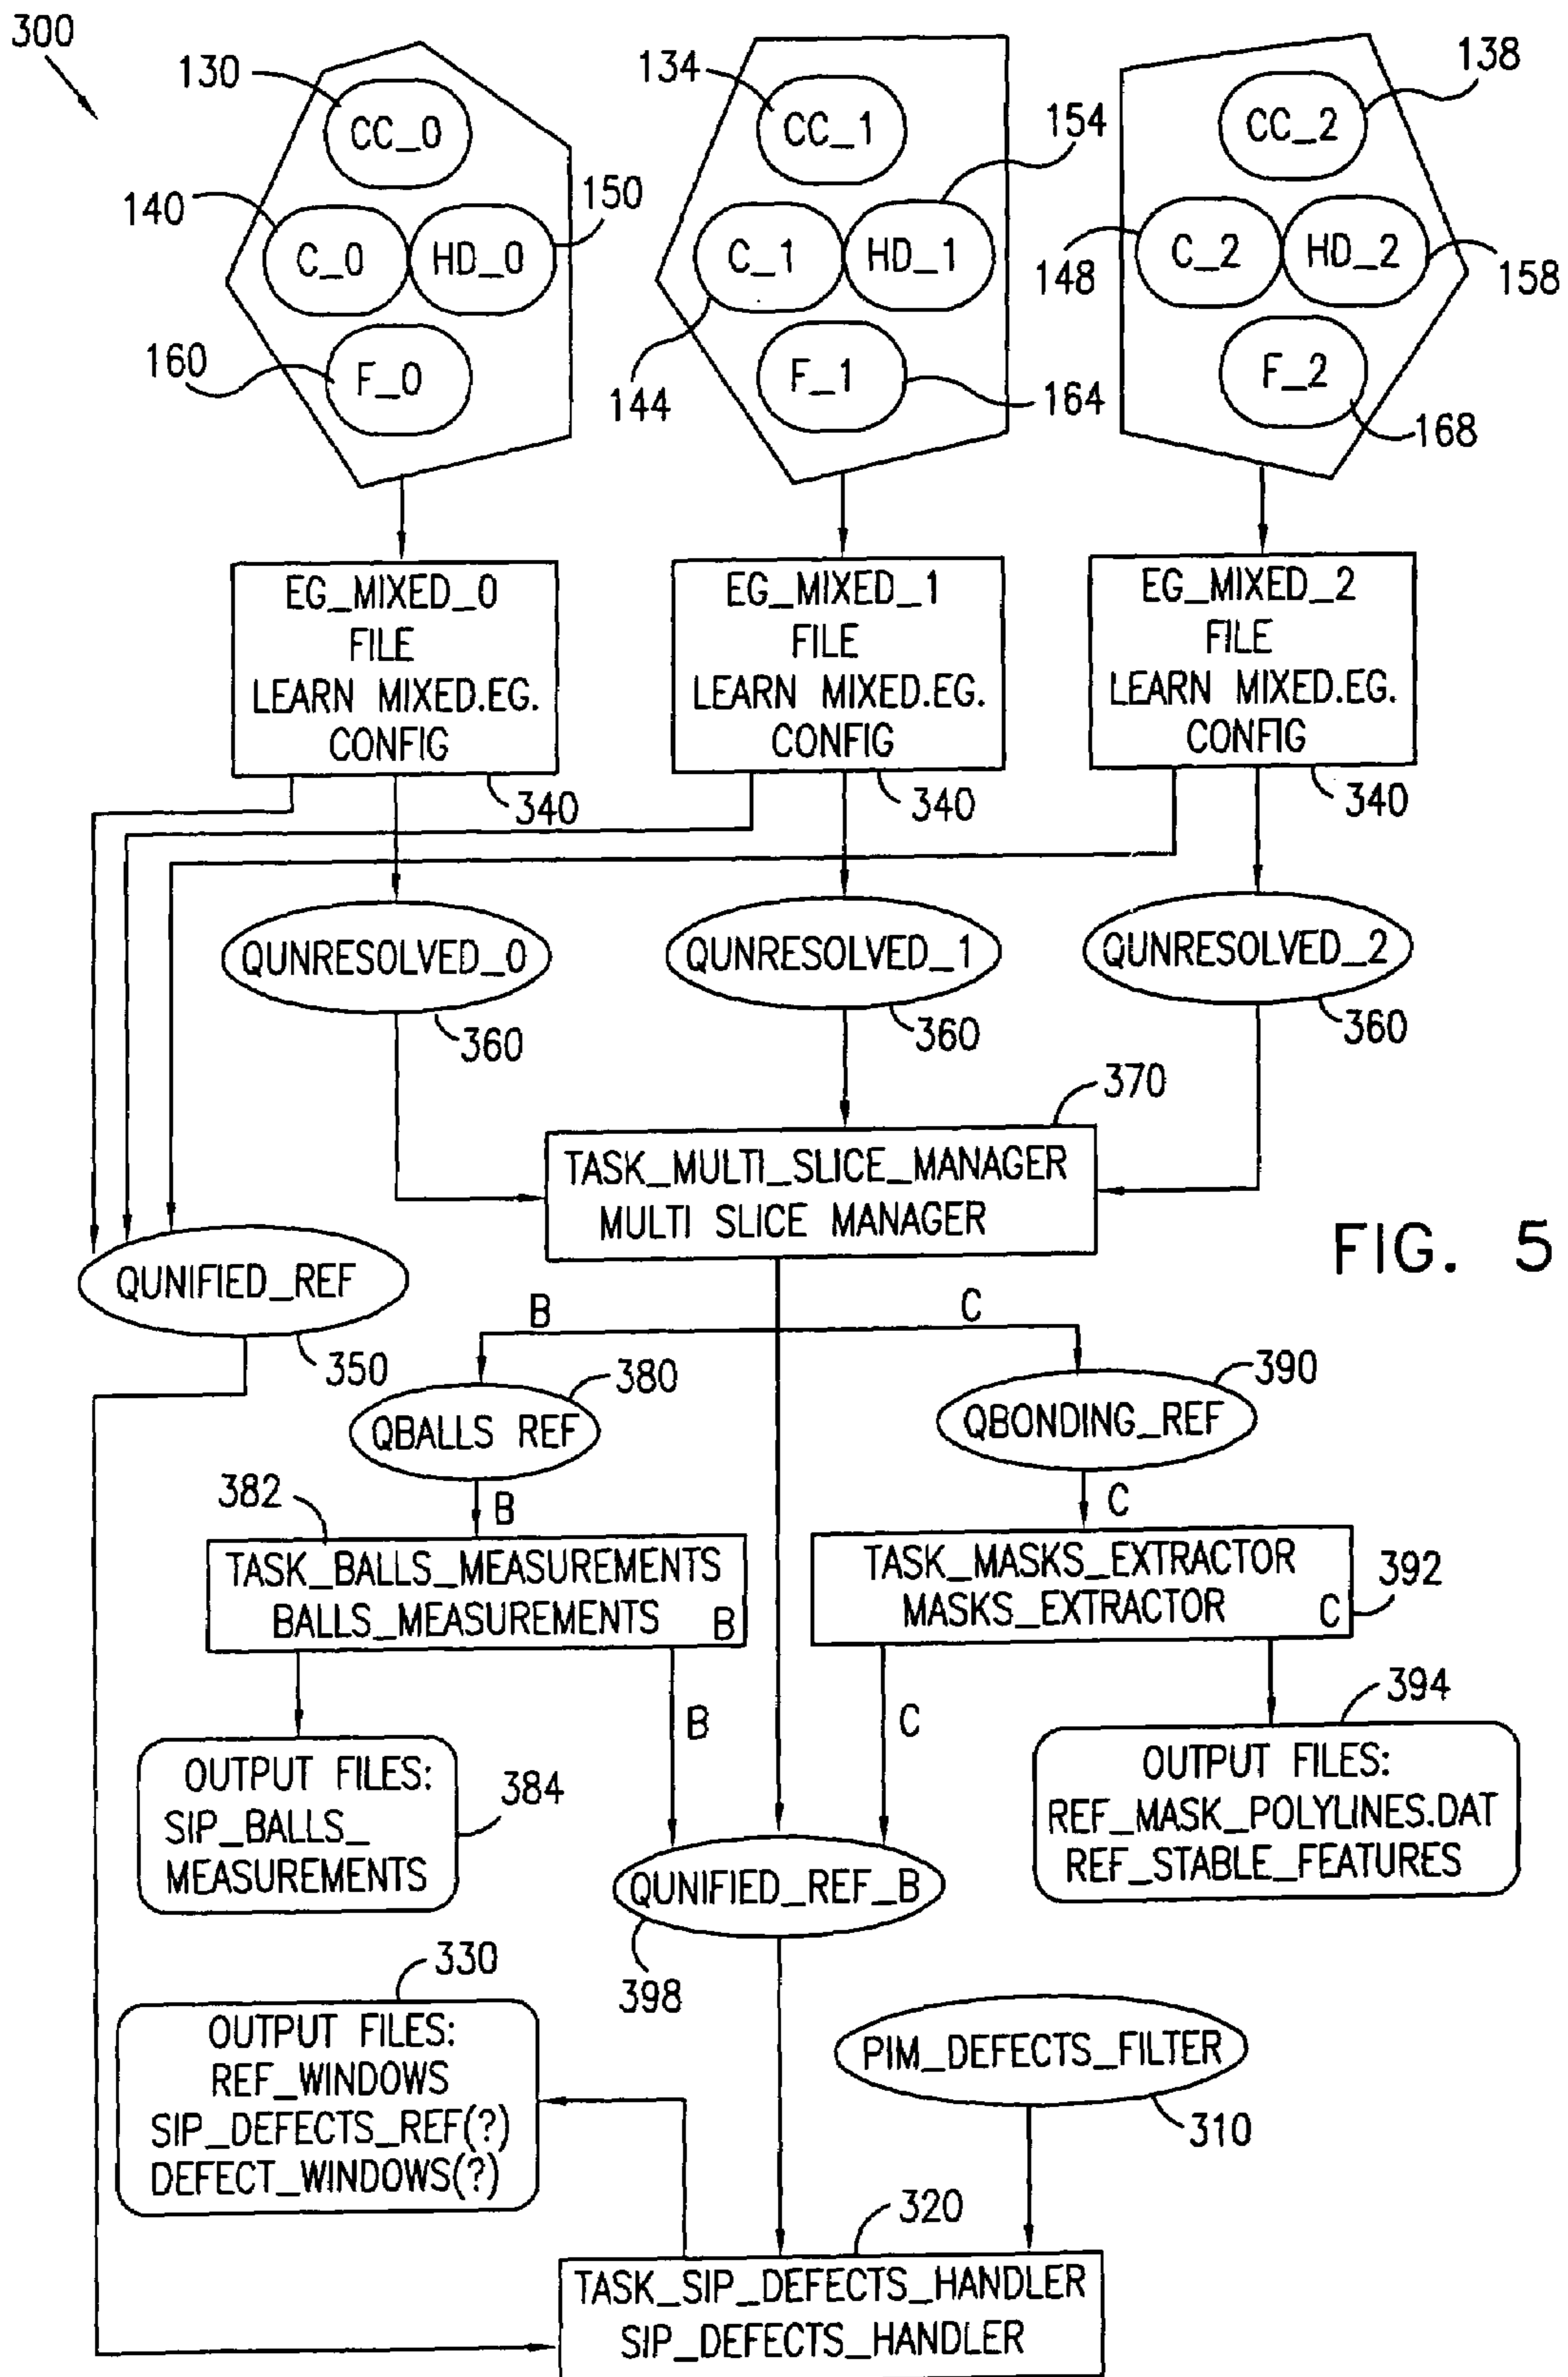 300
130
CC_0
140
C_0
HD_0
150
160
F_0
134
CC_1
154
C_1
HD_1
144
F_1
164
138
CC_2
148
C_2
HD_2
158
F_2
168
EG_MIXED_0
FILE
LEARN MIXED.EG.
CONFIG
340
EG_MIXED_1
FILE
LEARN MIXED.EG.
CONFIG
340
EG_MIXED_2
FILE
LEARN MIXED.EG.
CONFIG
340
QUNRESOLVED_0
360
QUNRESOLVED_1
360
QUNRESOLVED_2
360
370
TASK_MULTI_SLICE_MANAGER
MULTI SLICE MANAGER
FIG. 5
QUNIFIED_REF
350
B
C
380
QBALLS REF
390
QBONDING_REF
B
C
382
TASK_BALLS_MEASUREMENTS
BALLS_MEASUREMENTS B
TASK_MASKS_EXTRACTOR
MASKS_EXTRACTOR C
392
B
C
OUTPUT FILES:
SIP_BALLS_
MEASUREMENTS
384
394
OUTPUT FILES:
REF_MASK_POLYLINES.DAT
REF_STABLE_FEATURES
QUNIFIED_REF_B
398
330
OUTPUT FILES:
REF_WINDOWS
SIP_DEFECTS_REF(?)
DEFECT_WINDOWS(?)
PIM_DEFECTS_FILTER
310
320
TASK_SIP_DEFECTS_HANDLER
SIP_DEFECTS_HANDLER